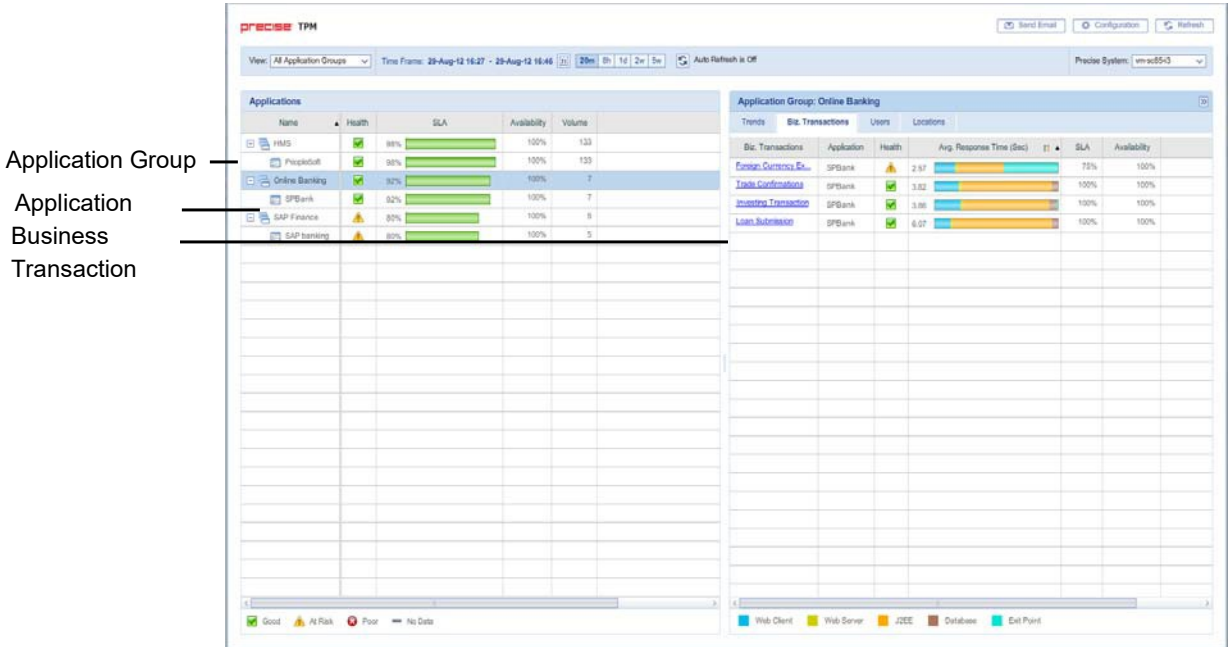 precise TPM
Send Email Configuration Refresh
View: All Application Groups Time Frame: 29-Aug-12 16:27 - 29-Aug-12 16:46 20m 8h 1d 2w 5w Auto Refresh is Off Precise System:
Applications
Name Health SLA Availability Volume
HMS 98% 100% 133
PeopleSoft 98% 100% 133
Online Banking 92% 100% 7
SPBank 92% 100% 7
SAP Finance 80% 100% 5
SAP banking 80% 100% 5
Application Group
Application
Business
Transaction
Good At Risk Poor No Data
Application Group: Online Banking
Trends Biz. Transactions Users Locations
Biz. Transactions Application Health Avg. Response Time (Sec) SLA Availability
Foreign Currency Ex... SPBank 2.57 75% 100%
Trade Confirmations SPBank 3.82 100% 100%
Investing Transaction SPBank 3.86 100% 100%
Loan Submission SPBank 6.07 100% 100%
Web Client Web Server J2EE Database Exit Point